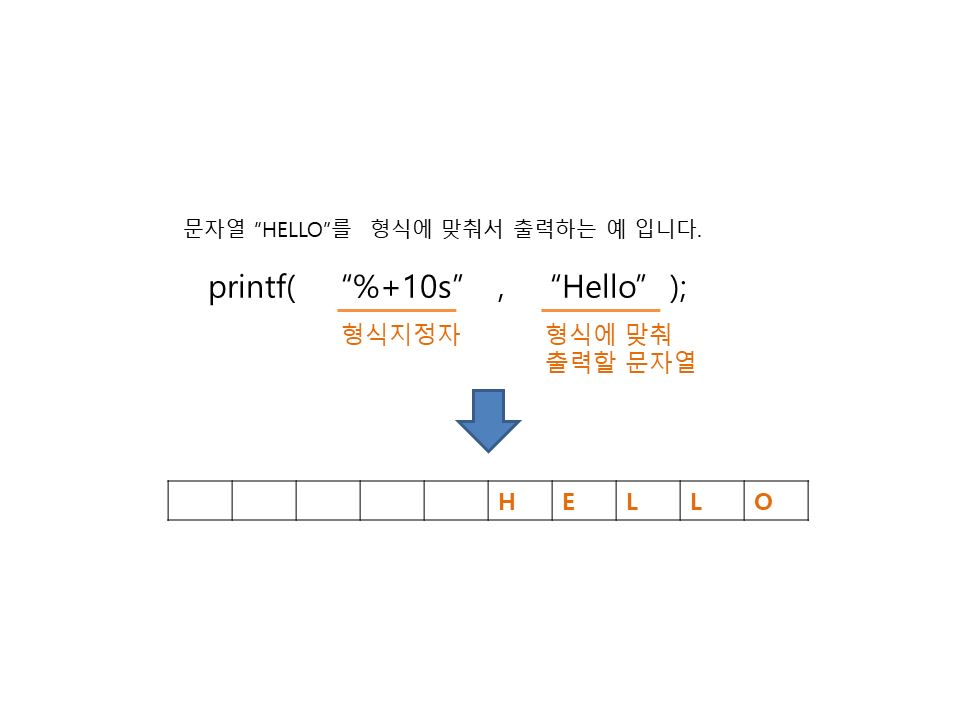 문자열 “HELLO”를 형식에 맞춰서 출력하는 예 입니다.
printf( “%+10s” , “Hello” );
형식지정자 형식에 맞춰
출력할 문자열
H E L L O